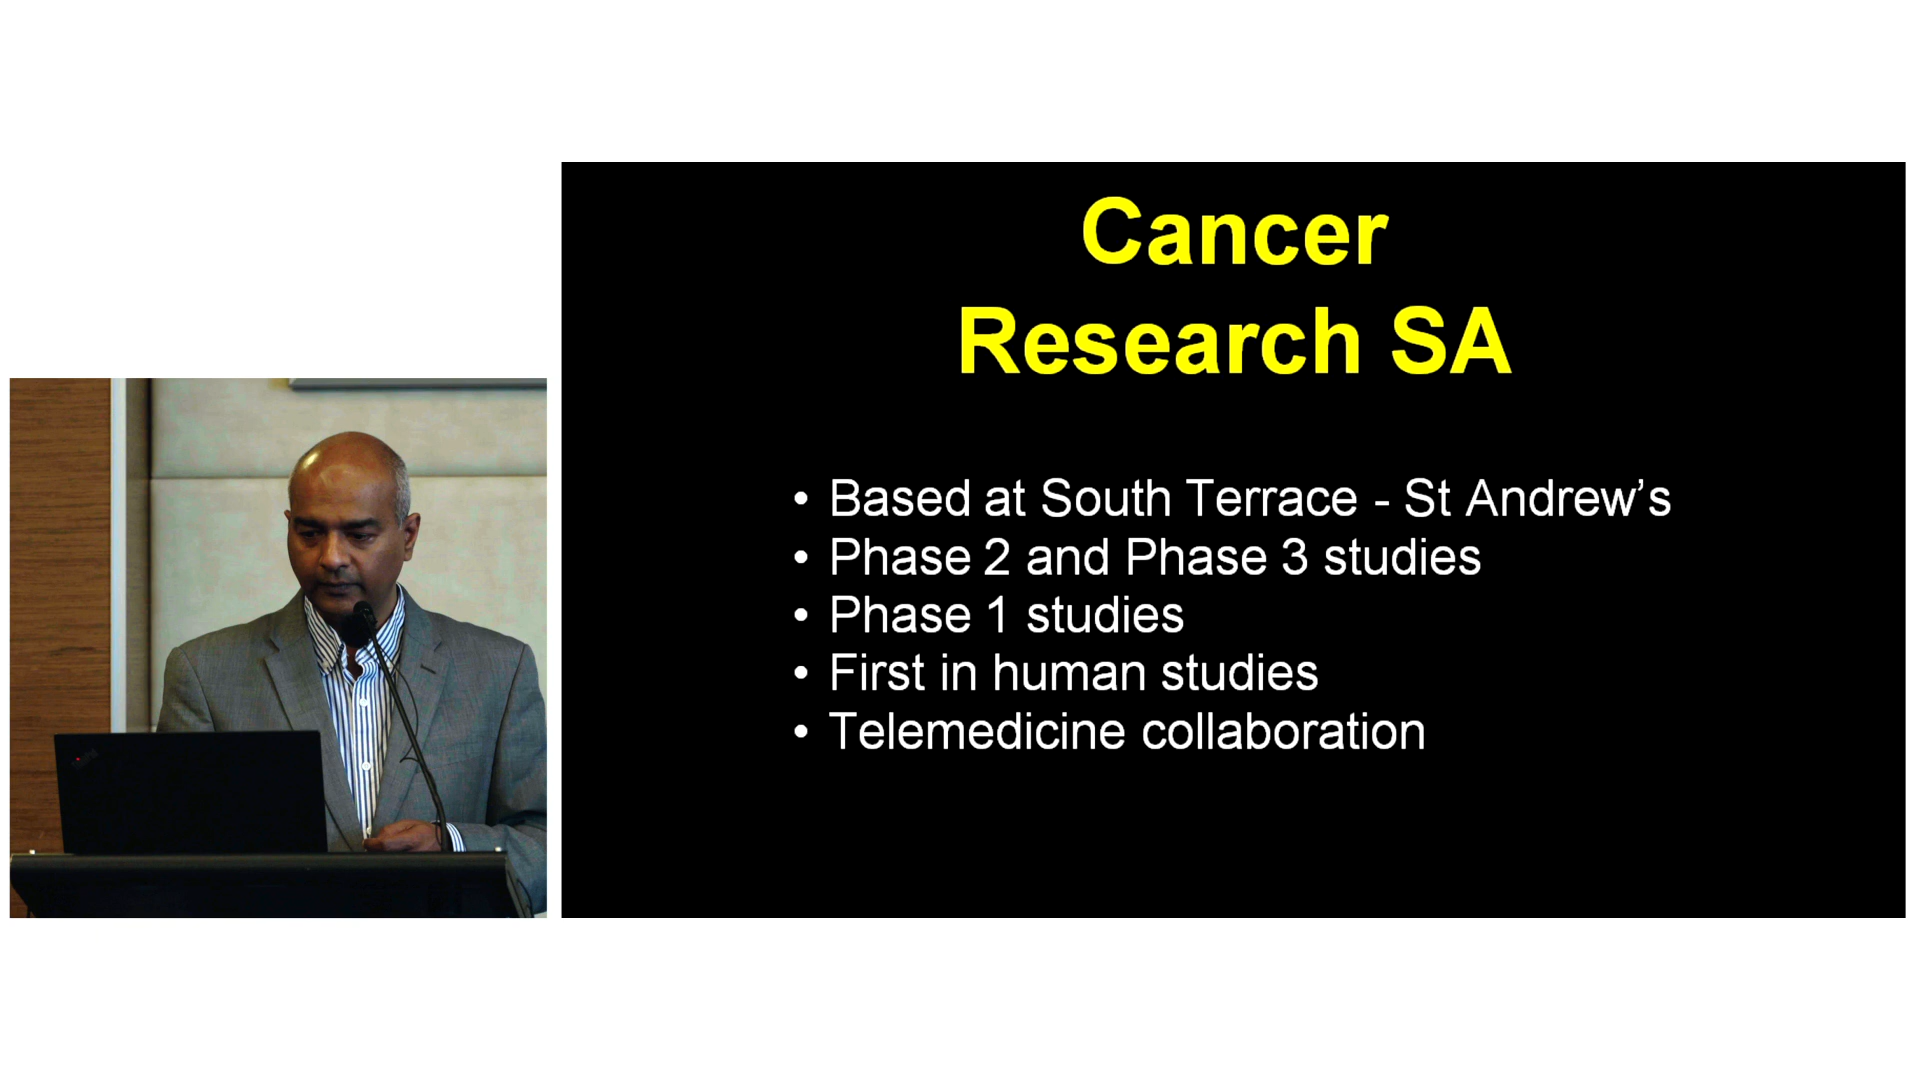 Cancer
Research SA
• Based at South Terrace - St Andrew's
• Phase 2 and Phase 3 studies
• Phase 1 studies
• First in human studies
• Telemedicine collaboration